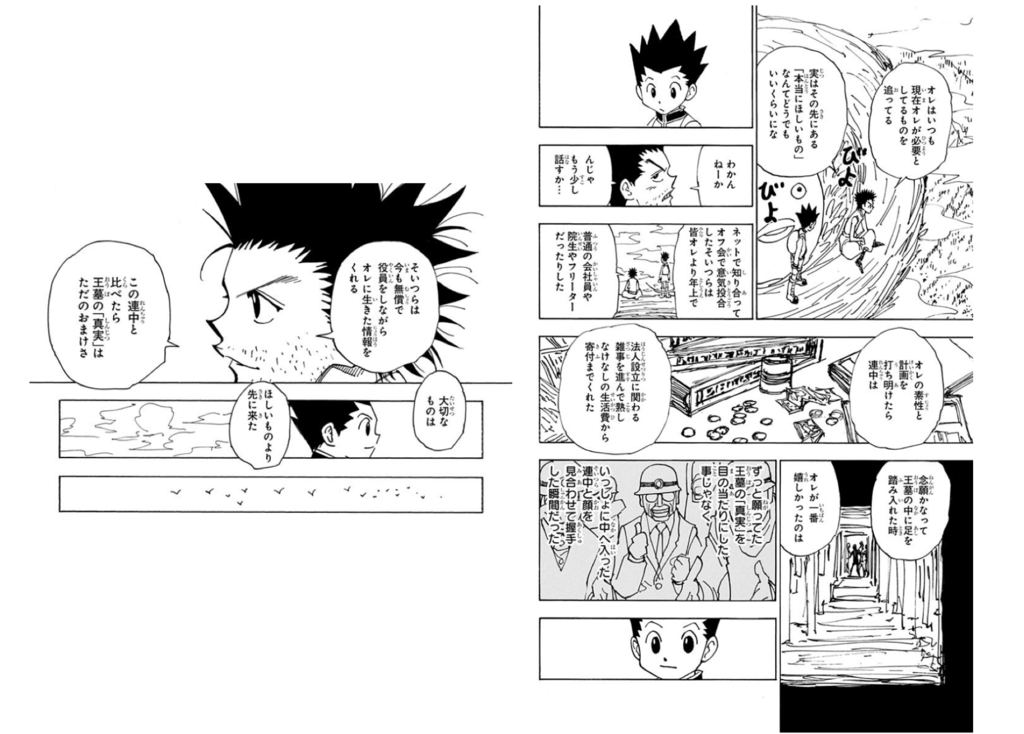 オレはいつも
現在オレが必要と
してるものを
追ってる
実はその先にある
「本当にほしいもの」
なんてどうでも
いいくらいにな
びよ
びよ
わかん
ねーか
んじゃ
もう少し
話すか…
ネットで知り合って
オフ会で意気投合
したそいつらは
皆オレより年上で
普通の会社員や
院生やフリーター
だったりした
オレの素性と
計画を
打ち明けたら
連中は
法人設立に関わる
雑事を進んで熟し
なけなしの生活費から
寄付までくれた
念願かなって
王墓の中に足を
踏み入れた時
オレが一番
嬉しかったのは
ずっと願ってた
王墓の「真実」を
目の当たりにした
事じゃなく
いっしょに中へ入った
連中と顔を
見合わせて握手
した瞬間だった
そいつらは
今も無償で
役員をしながら
オレに生きた情報を
くれる
この連中と
比べたら
王墓の「真実」は
ただのおまけさ
大切な
ものは
ほしいものより
先に来た